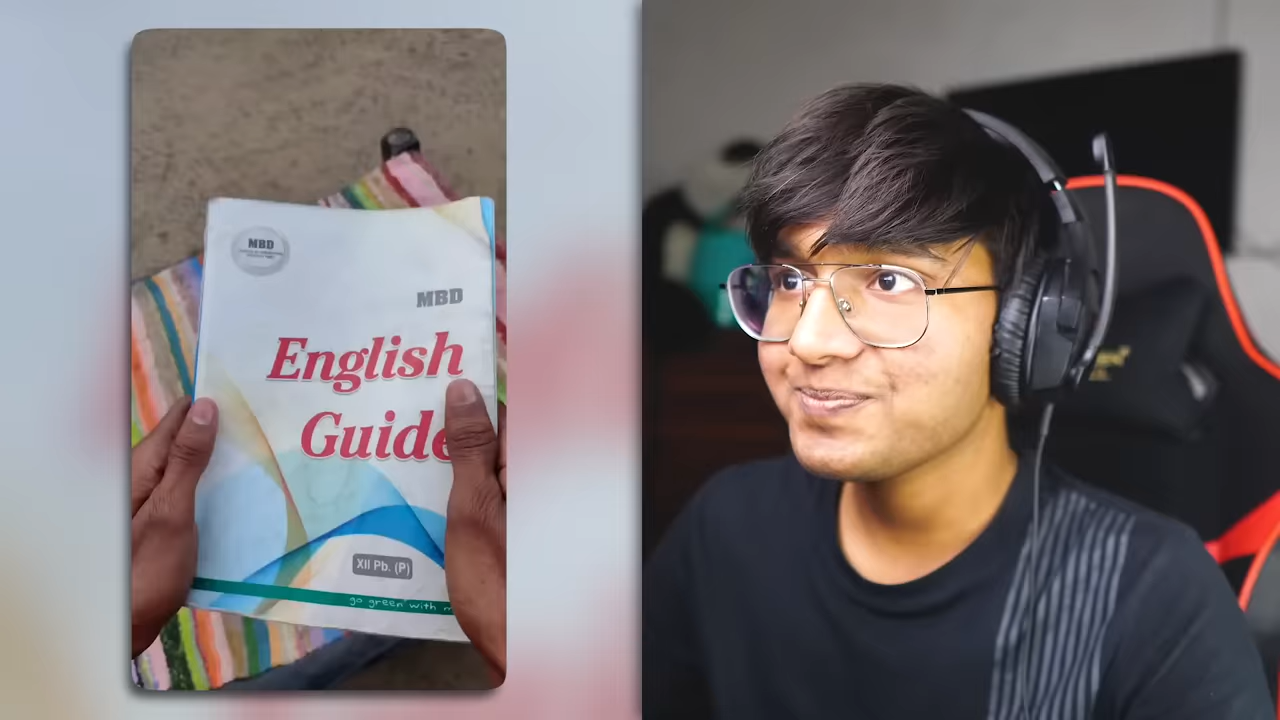 MBD
MBD
English
Guide
XII Pb. (P)
go green with